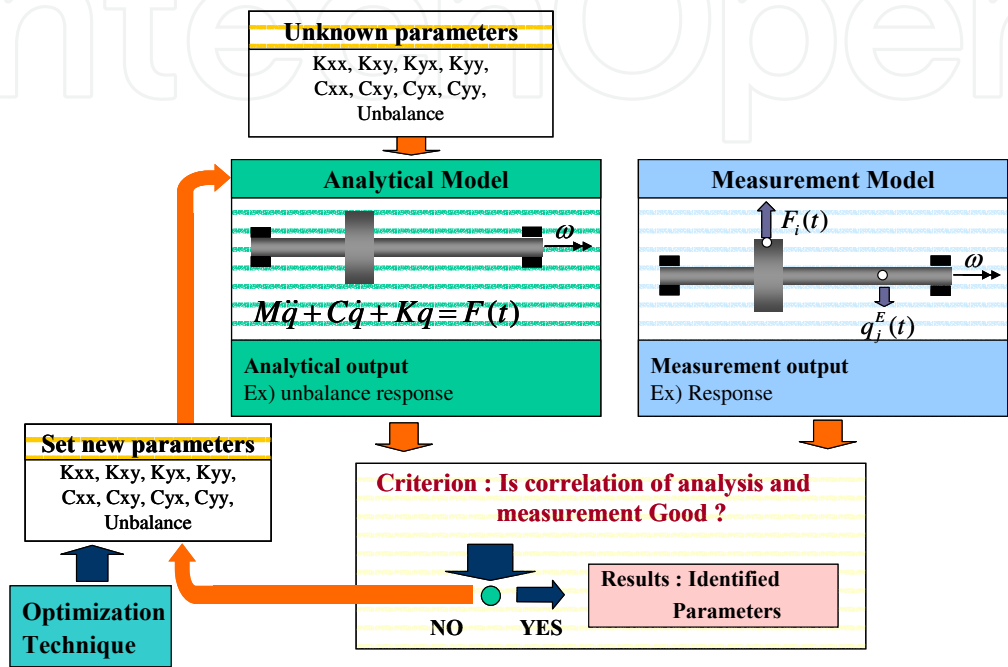 IntechOpen
Unknown parameters
Kxx, Kxy, Kyx, Kyy,
Cxx, Cxy, Cyx, Cyy,
Unbalance
Analytical Model
ω
Mq̈ + Cq̇ + Kq = F(t)
Analytical output
Ex) unbalance response
Measurement Model
F_i(t)
ω
q_j^E(t)
Measurement output
Ex) Response
Set new parameters
Kxx, Kxy, Kyx, Kyy,
Cxx, Cxy, Cyx, Cyy,
Unbalance
Optimization
Technique
Criterion : Is correlation of analysis and
measurement Good ?
NO YES
Results : Identified
Parameters